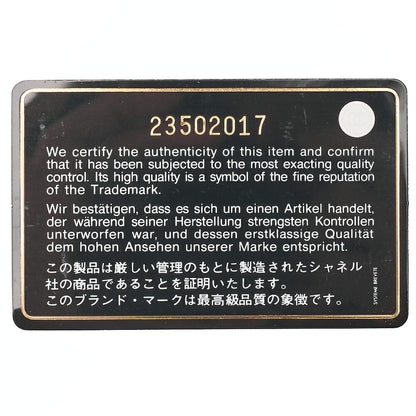 23502017
We certify the authenticity of this item and confirm
that it has been subjected to the most exacting quality
control. Its high quality is a symbol of the fine reputation
of the Trademark.
Wir bestätigen, dass es sich um einen Artikel handelt,
der während seiner Herstellung strengsten Kontrollen
unterworfen war, und dessen erstklassige Qualität
dem hohen Ansehen unserer Marke entspricht.
この製品は厳しい管理のもとに製造されたシャネル
社の商品であることを証明いたします。
このブランド・マークは最高級品質の象徴です。
SYSTEME BREVETE